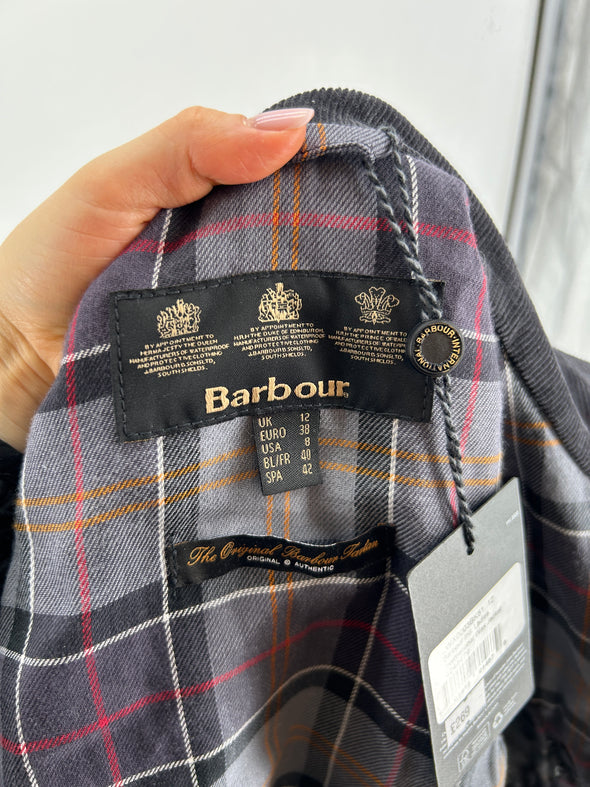 BY APPOINTMENT TO
HER MAJESTY THE QUEEN
MANUFACTURERS OF WATERPROOF
AND PROTECTIVE CLOTHING
J.BARBOUR & SONS LTD,
SOUTH SHIELDS.
BY APPOINTMENT TO
H.R.H. THE DUKE OF EDINBURGH
MANUFACTURERS OF WATERPROOF
AND PROTECTIVE CLOTHING
J.BARBOUR & SONS LTD,
SOUTH SHIELDS.
BY APPOINTMENT TO
H.R.H. THE PRINCE OF WALES
MANUFACTURERS OF WATERPROOF
AND PROTECTIVE CLOTHING
J.BARBOUR & SONS LTD,
SOUTH SHIELDS.
Barbour
BARBOUR INTERNATIONAL
UK 12
EURO 38
USA 8
BL/FR 40
SPA 42
The Original Barbour Tartan
ORIGINAL @ AUTHENTIC
£269